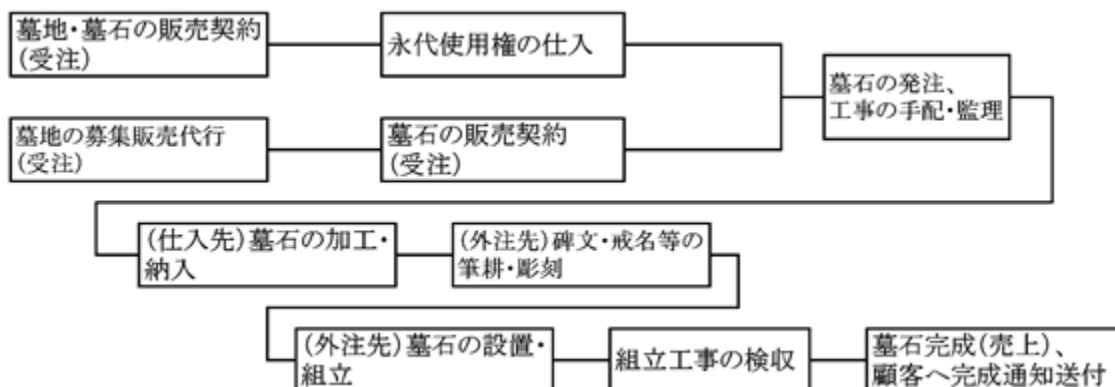 墓地・墓石の販売契約
(受注)
永代使用権の仕入
墓石の発注、
工事の手配・監理
墓地の募集販売代行
(受注)
墓石の販売契約
(受注)
(仕入先)墓石の加工・
納入
(外注先)碑文・戒名等の
筆耕・彫刻
(外注先)墓石の設置・
組立
組立工事の検収
墓石完成(売上)、
顧客へ完成通知送付